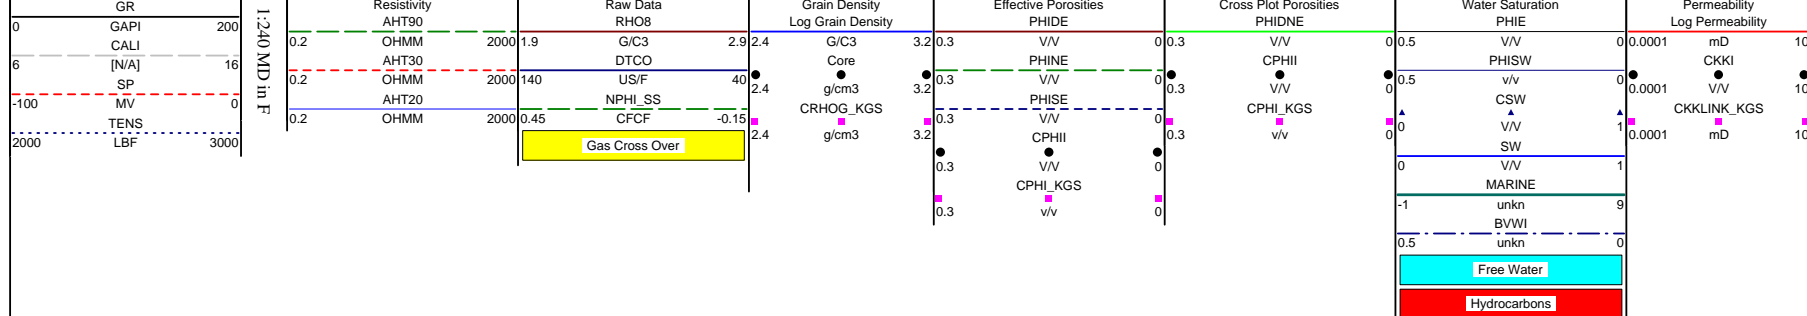 GR
0 GAPI 200
CALI
6 [N/A] 16
SP
-100 MV 0
TENS
2000 LBF 3000
1:240 MD in F
Resistivity
AHT90
0.2 OHMM 2000
AHT30
0.2 OHMM 2000
AHT20
0.2 OHMM 2000
Raw Data
RHO8
1.9 G/C3 2.9
DTCO
140 US/F 40
NPHI_SS
0.45 CFCF -0.15
Gas Cross Over
Grain Density
Log Grain Density
2.4 G/C3 3.2
Core
2.4 g/cm3 3.2
CRHOG_KGS
2.4 g/cm3 3.2
Effective Porosities
PHIDE
0.3 V/V 0
PHINE
0.3 V/V 0
PHISE
0.3 V/V 0
CPHII
0.3 V/V 0
CPHI_KGS
0.3 v/v 0
Cross Plot Porosities
PHIDNE
0.3 V/V 0
CPHII
0.3 V/V 0
CPHI_KGS
0.3 v/v 0
Water Saturation
PHIE
0.5 V/V 0
PHISW
0.5 v/v 0
CSW
0 V/V 1
SW
0 V/V 1
MARINE
-1 unkn 9
BVWI
0.5 unkn 0
Free Water
Hydrocarbons
Permeability
Log Permeability
0.0001 mD 10
CKKI
0.0001 V/V 10
CKKLINK_KGS
0.0001 mD 10